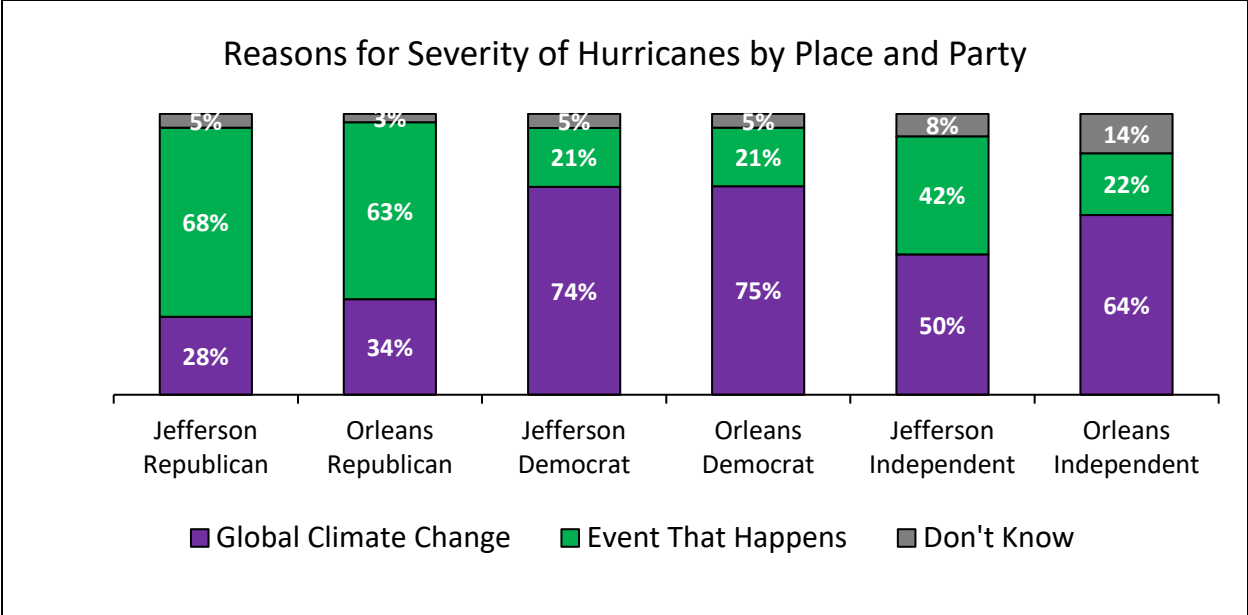 Reasons for Severity of Hurricanes by Place and Party
5% 3% 5% 5% 8% 14%
68% 63% 21% 21% 42% 22%
28% 34% 74% 75% 50% 64%
Jefferson Republican
Orleans Republican
Jefferson Democrat
Orleans Democrat
Jefferson Independent
Orleans Independent
Global Climate Change Event That Happens Don't Know